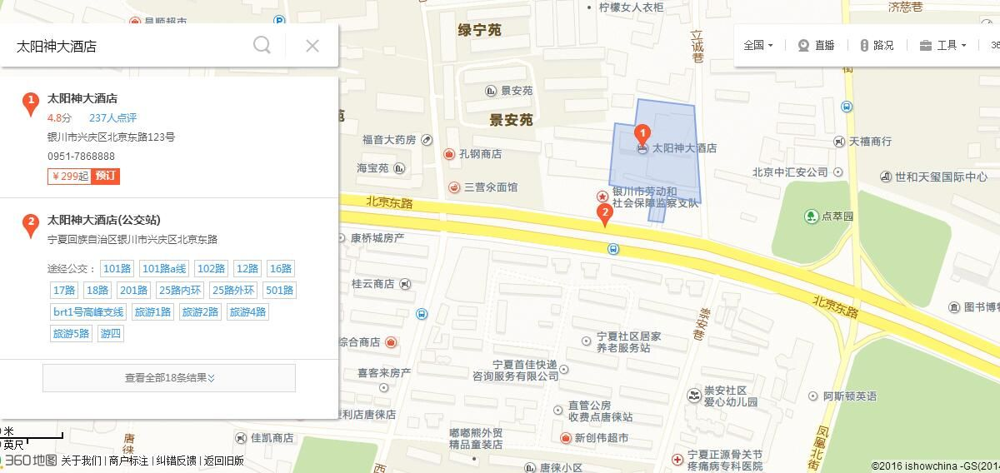 昊顺超市
P
绿宁苑
柠檬女人衣柜
济慈巷
太阳神大酒店
立诚巷
全国
直播
路况
工具
36
街
1
太阳神大酒店
4.8分 237人点评
银川市兴庆区北京东路123号
0951-7868888
￥299起 预订
2
太阳神大酒店(公交站)
宁夏回族自治区银川市兴庆区北京东路
途经公交： 101路 101路a线 102路 12路 16路
17路 18路 201路 25路内环 25路外环 501路
brt1号高峰支线 旅游1路 旅游2路 旅游4路
旅游5路 游四
查看全部18条结果
景安苑
苑
景安苑
福音大药房
孔钢商店
海宝苑
三营汆面馆
1
太阳神大酒店
天禧商行
北京中汇安公司
世和天玺国际中心
银川市劳动和
社会保障监察支队
2
点萃园
北京东路
康桥城房产
桂云商店
北京东路
图书博物
崇安巷
综合商店
宁夏社区居家
养老服务站
喜客来房产
宁夏首佳快递
咨询服务有限公司
崇安社区
爱心幼儿园
阿斯顿英语
直管公房
收费点唐徕站
便利店唐徕店
嘟嘟熊外贸
精品童装店
新创伟超市
凤凰北街
佳凯商店
唐徕
西
唐徕小区
宁夏正源骨关节
疼痛病专科医院
0 米
0 英尺
360地图 关于我们 | 商户标注 | 纠错反馈 | 返回旧版
©2016 ishowchina -GS(2014